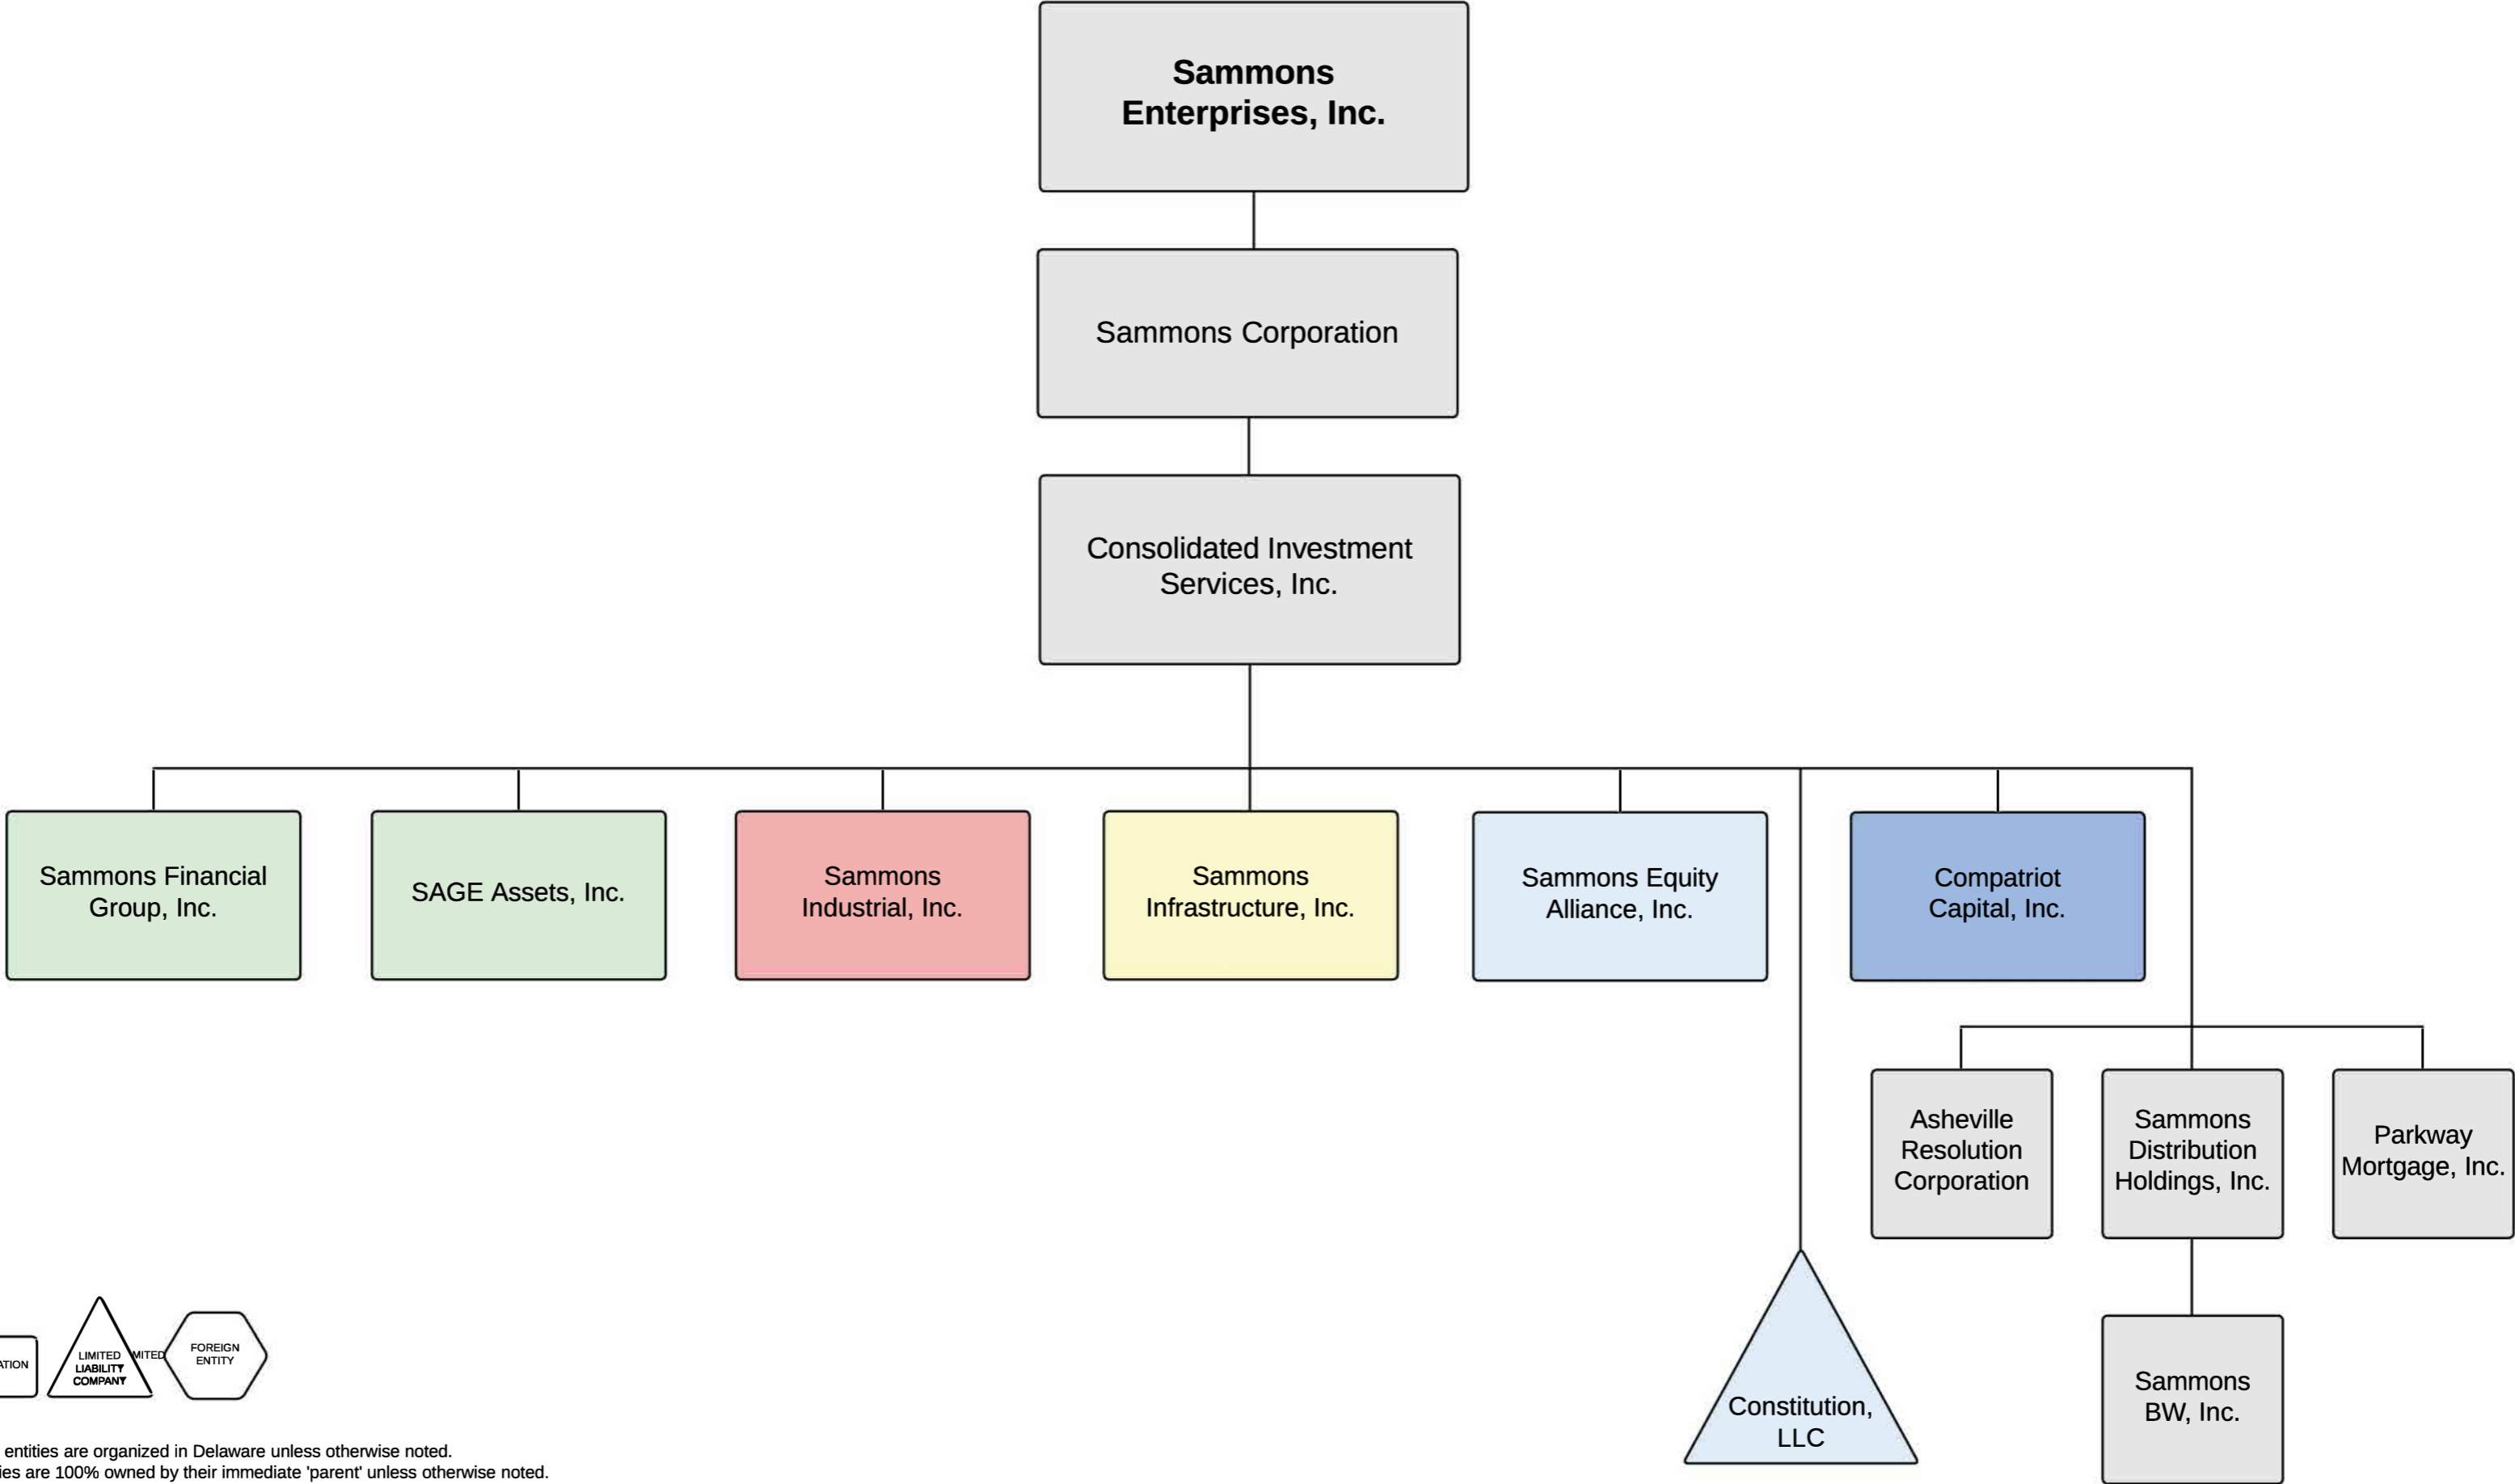 Sammons
Enterprises, Inc.
Sammons Corporation
Consolidated Investment
Services, Inc.
Sammons Financial
Group, Inc.
SAGE Assets, Inc.
Sammons
Industrial, Inc.
Sammons
Infrastructure, Inc.
Sammons Equity
Alliance, Inc.
Compatriot
Capital, Inc.
Asheville
Resolution
Corporation
Sammons
Distribution
Holdings, Inc.
Parkway
Mortgage, Inc.
Constitution,
LLC
Sammons
BW, Inc.
ATION
LIMITED
LIABILITY
COMPANY
MITED
FOREIGN
ENTITY
entities are organized in Delaware unless otherwise noted.
ies are 100% owned by their immediate 'parent' unless otherwise noted.